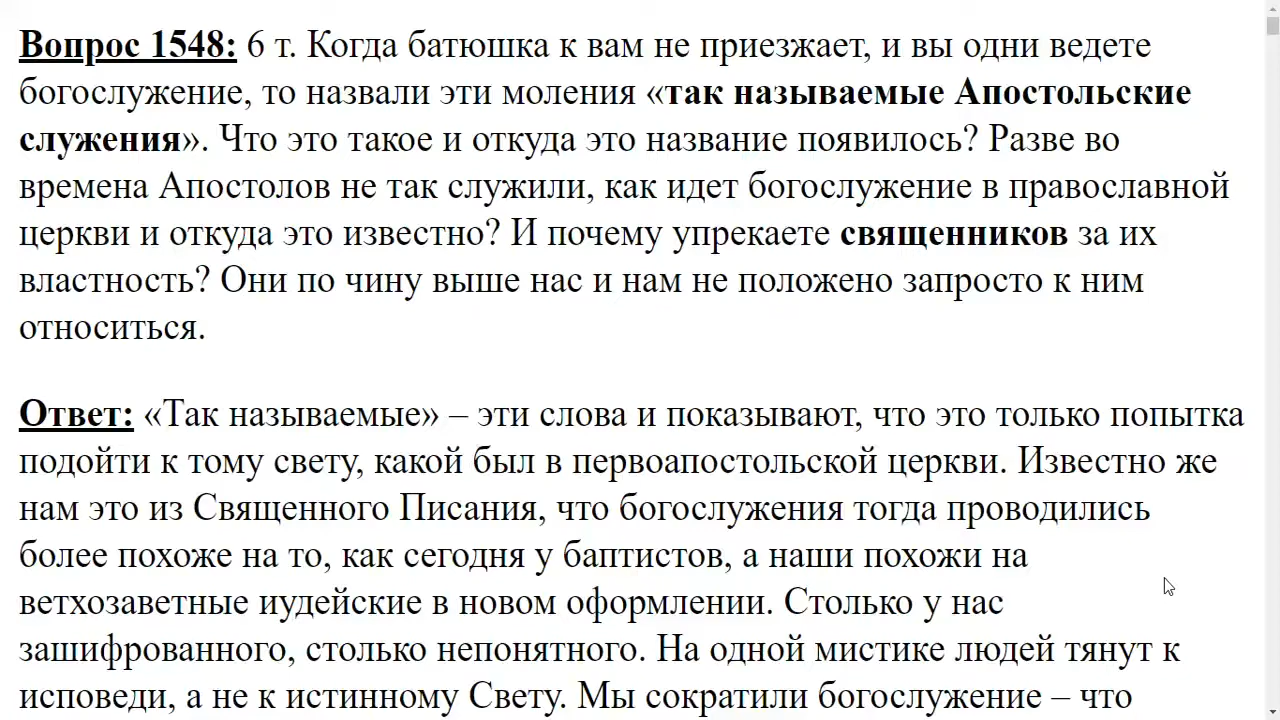 Вопрос 1548: 6 т. Когда батюшка к вам не приезжает, и вы одни ведете
богослужение, то назвали эти моления «так называемые Апостольские
служения». Что это такое и откуда это название появилось? Разве во
времена Апостолов не так служили, как идет богослужение в православной
церкви и откуда это известно? И почему упрекаете священников за их
властность? Они по чину выше нас и нам не положено запросто к ним
относиться.
Ответ: «Так называемые» – эти слова и показывают, что это только попытка
подойти к тому свету, какой был в первоапостольской церкви. Известно же
нам это из Священного Писания, что богослужения тогда проводились
более похоже на то, как сегодня у баптистов, а наши похожи на
ветхозаветные иудейские в новом оформлении. Столько у нас
зашифрованного, столько непонятного. На одной мистике людей тянут к
исповеди, а не к истинному Свету. Мы сократили богослужение – что